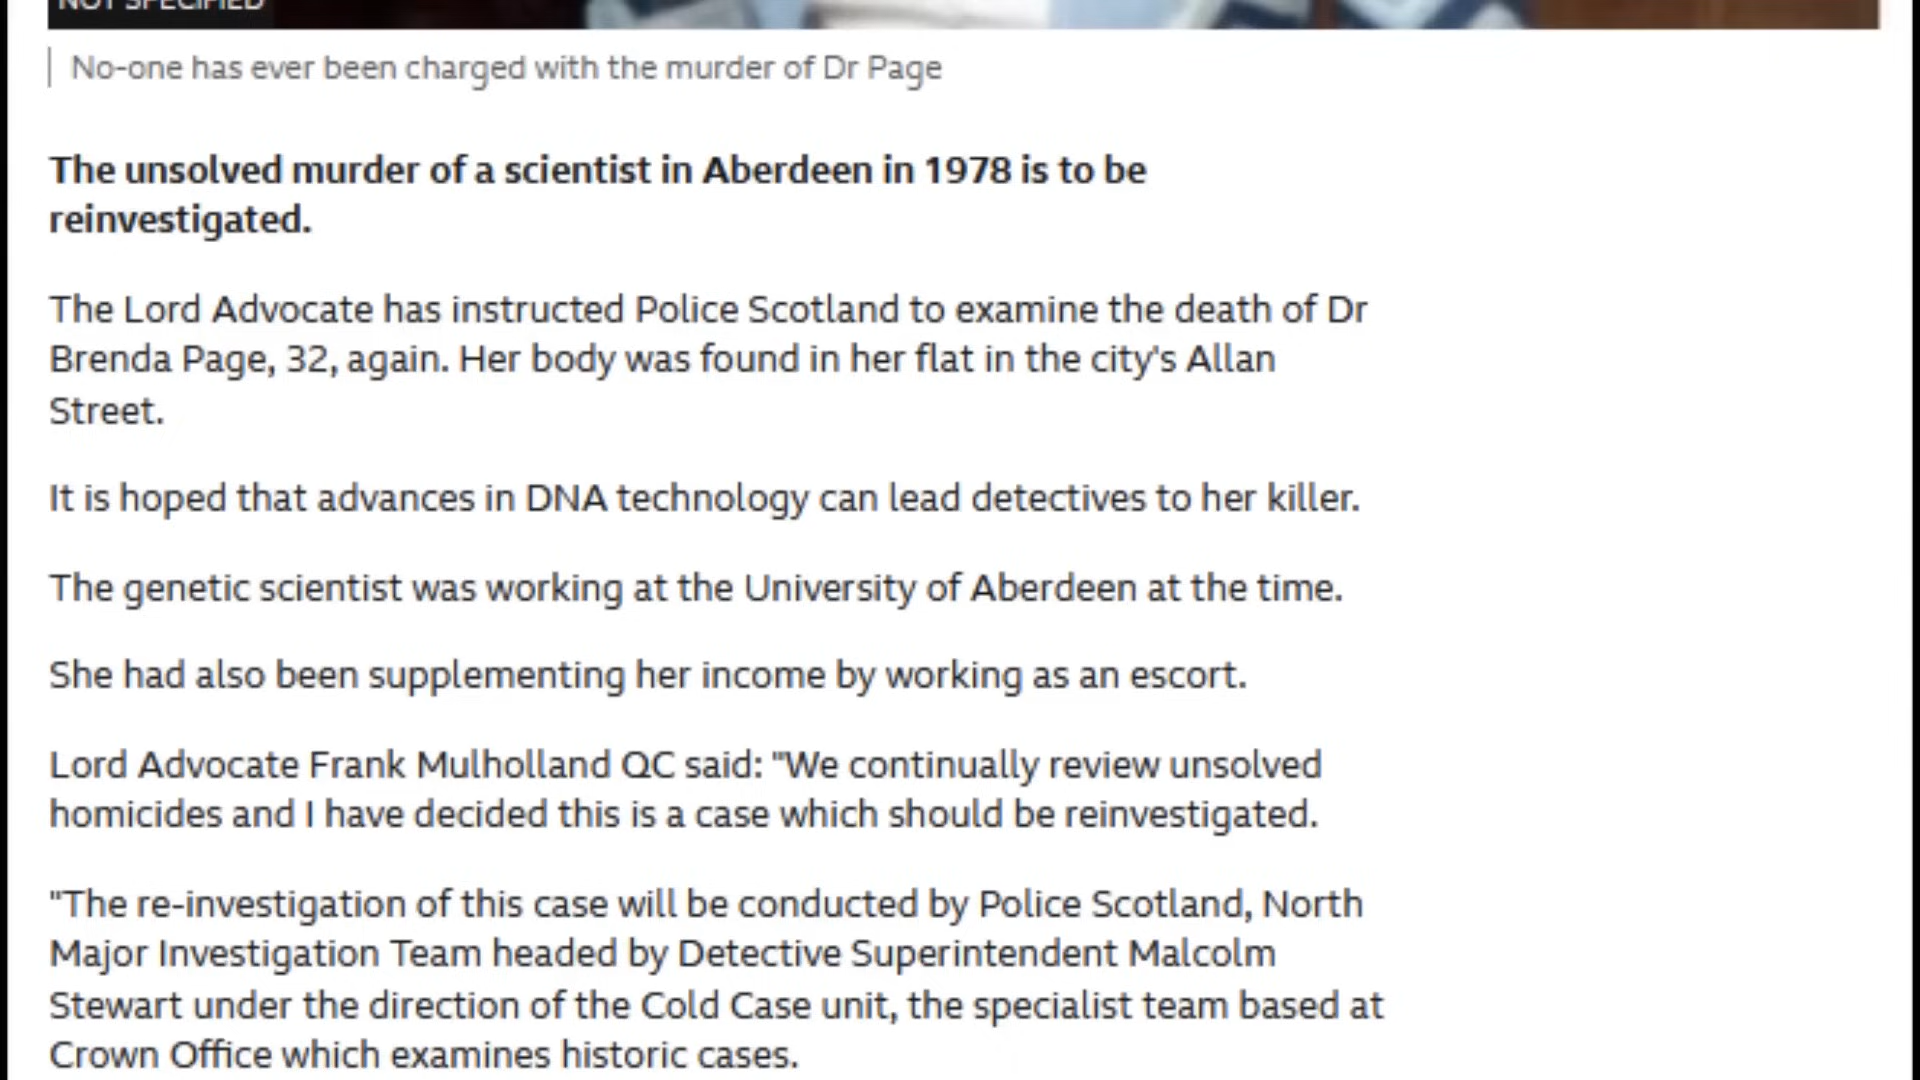 NOT SPECIFIED
No-one has ever been charged with the murder of Dr Page
The unsolved murder of a scientist in Aberdeen in 1978 is to be
reinvestigated.
The Lord Advocate has instructed Police Scotland to examine the death of Dr
Brenda Page, 32, again. Her body was found in her flat in the city's Allan
Street.
It is hoped that advances in DNA technology can lead detectives to her killer.
The genetic scientist was working at the University of Aberdeen at the time.
She had also been supplementing her income by working as an escort.
Lord Advocate Frank Mulholland QC said: "We continually review unsolved
homicides and I have decided this is a case which should be reinvestigated.
"The re-investigation of this case will be conducted by Police Scotland, North
Major Investigation Team headed by Detective Superintendent Malcolm
Stewart under the direction of the Cold Case unit, the specialist team based at
Crown Office which examines historic cases.